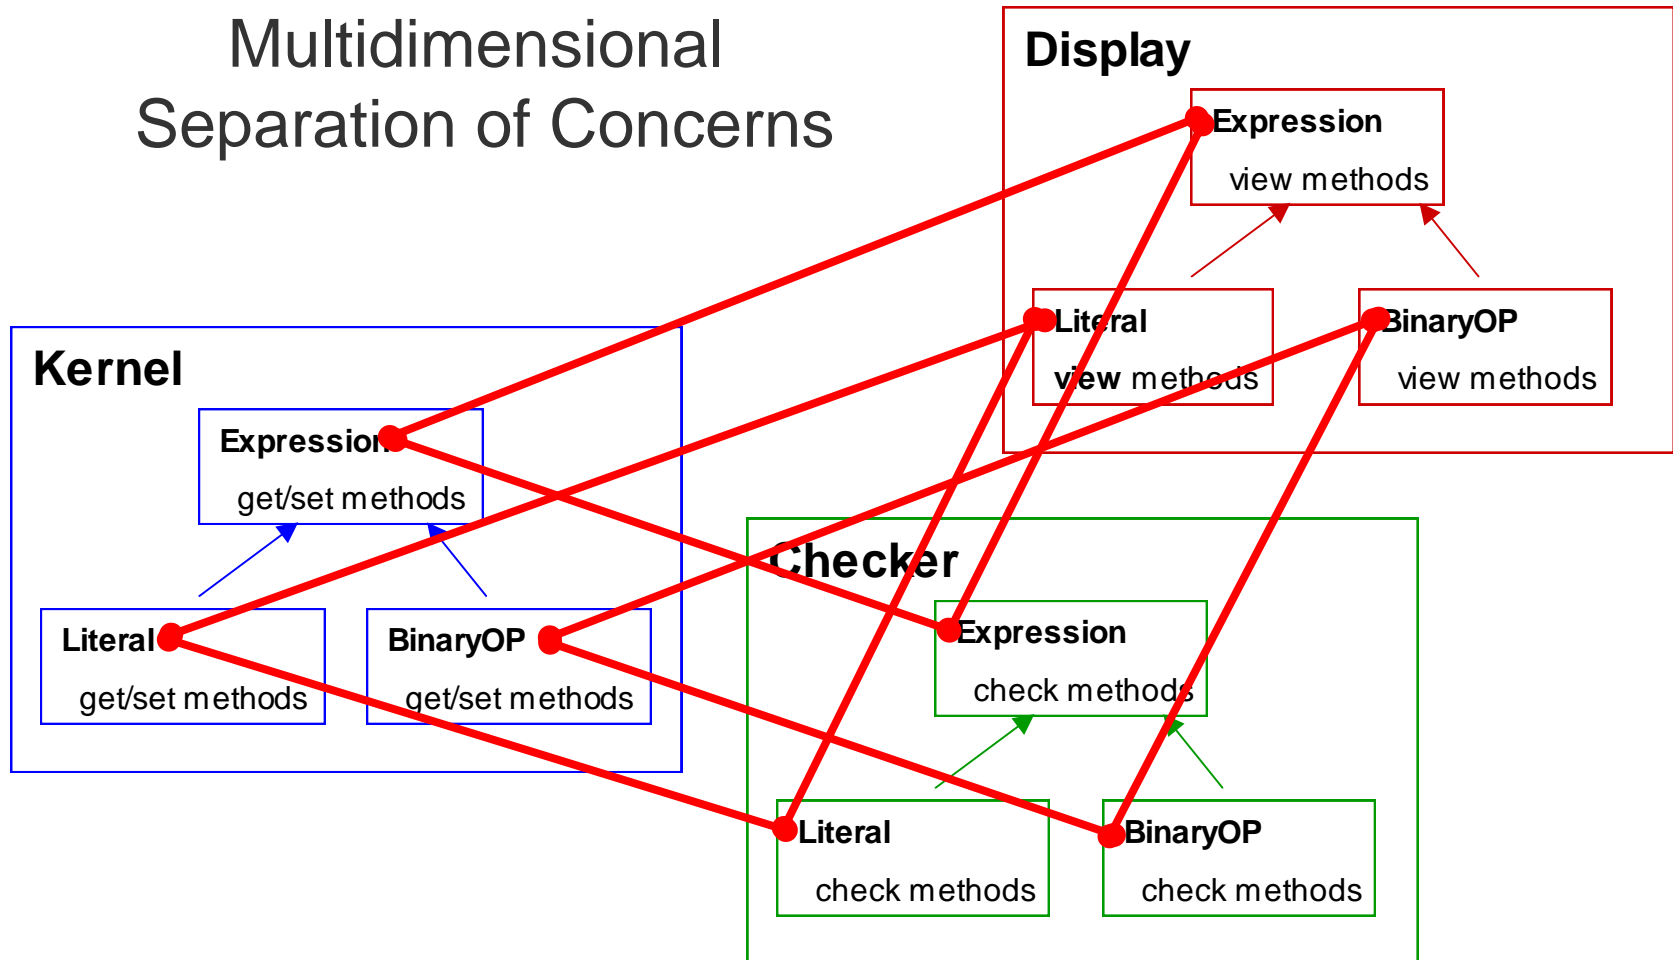 Multidimensional
Separation of Concerns
Display
Expression
view methods
Literal
view methods
BinaryOP
view methods
Kernel
Expression
get/set methods
Literal
get/set methods
BinaryOP
get/set methods
Checker
Expression
check methods
Literal
check methods
BinaryOP
check methods